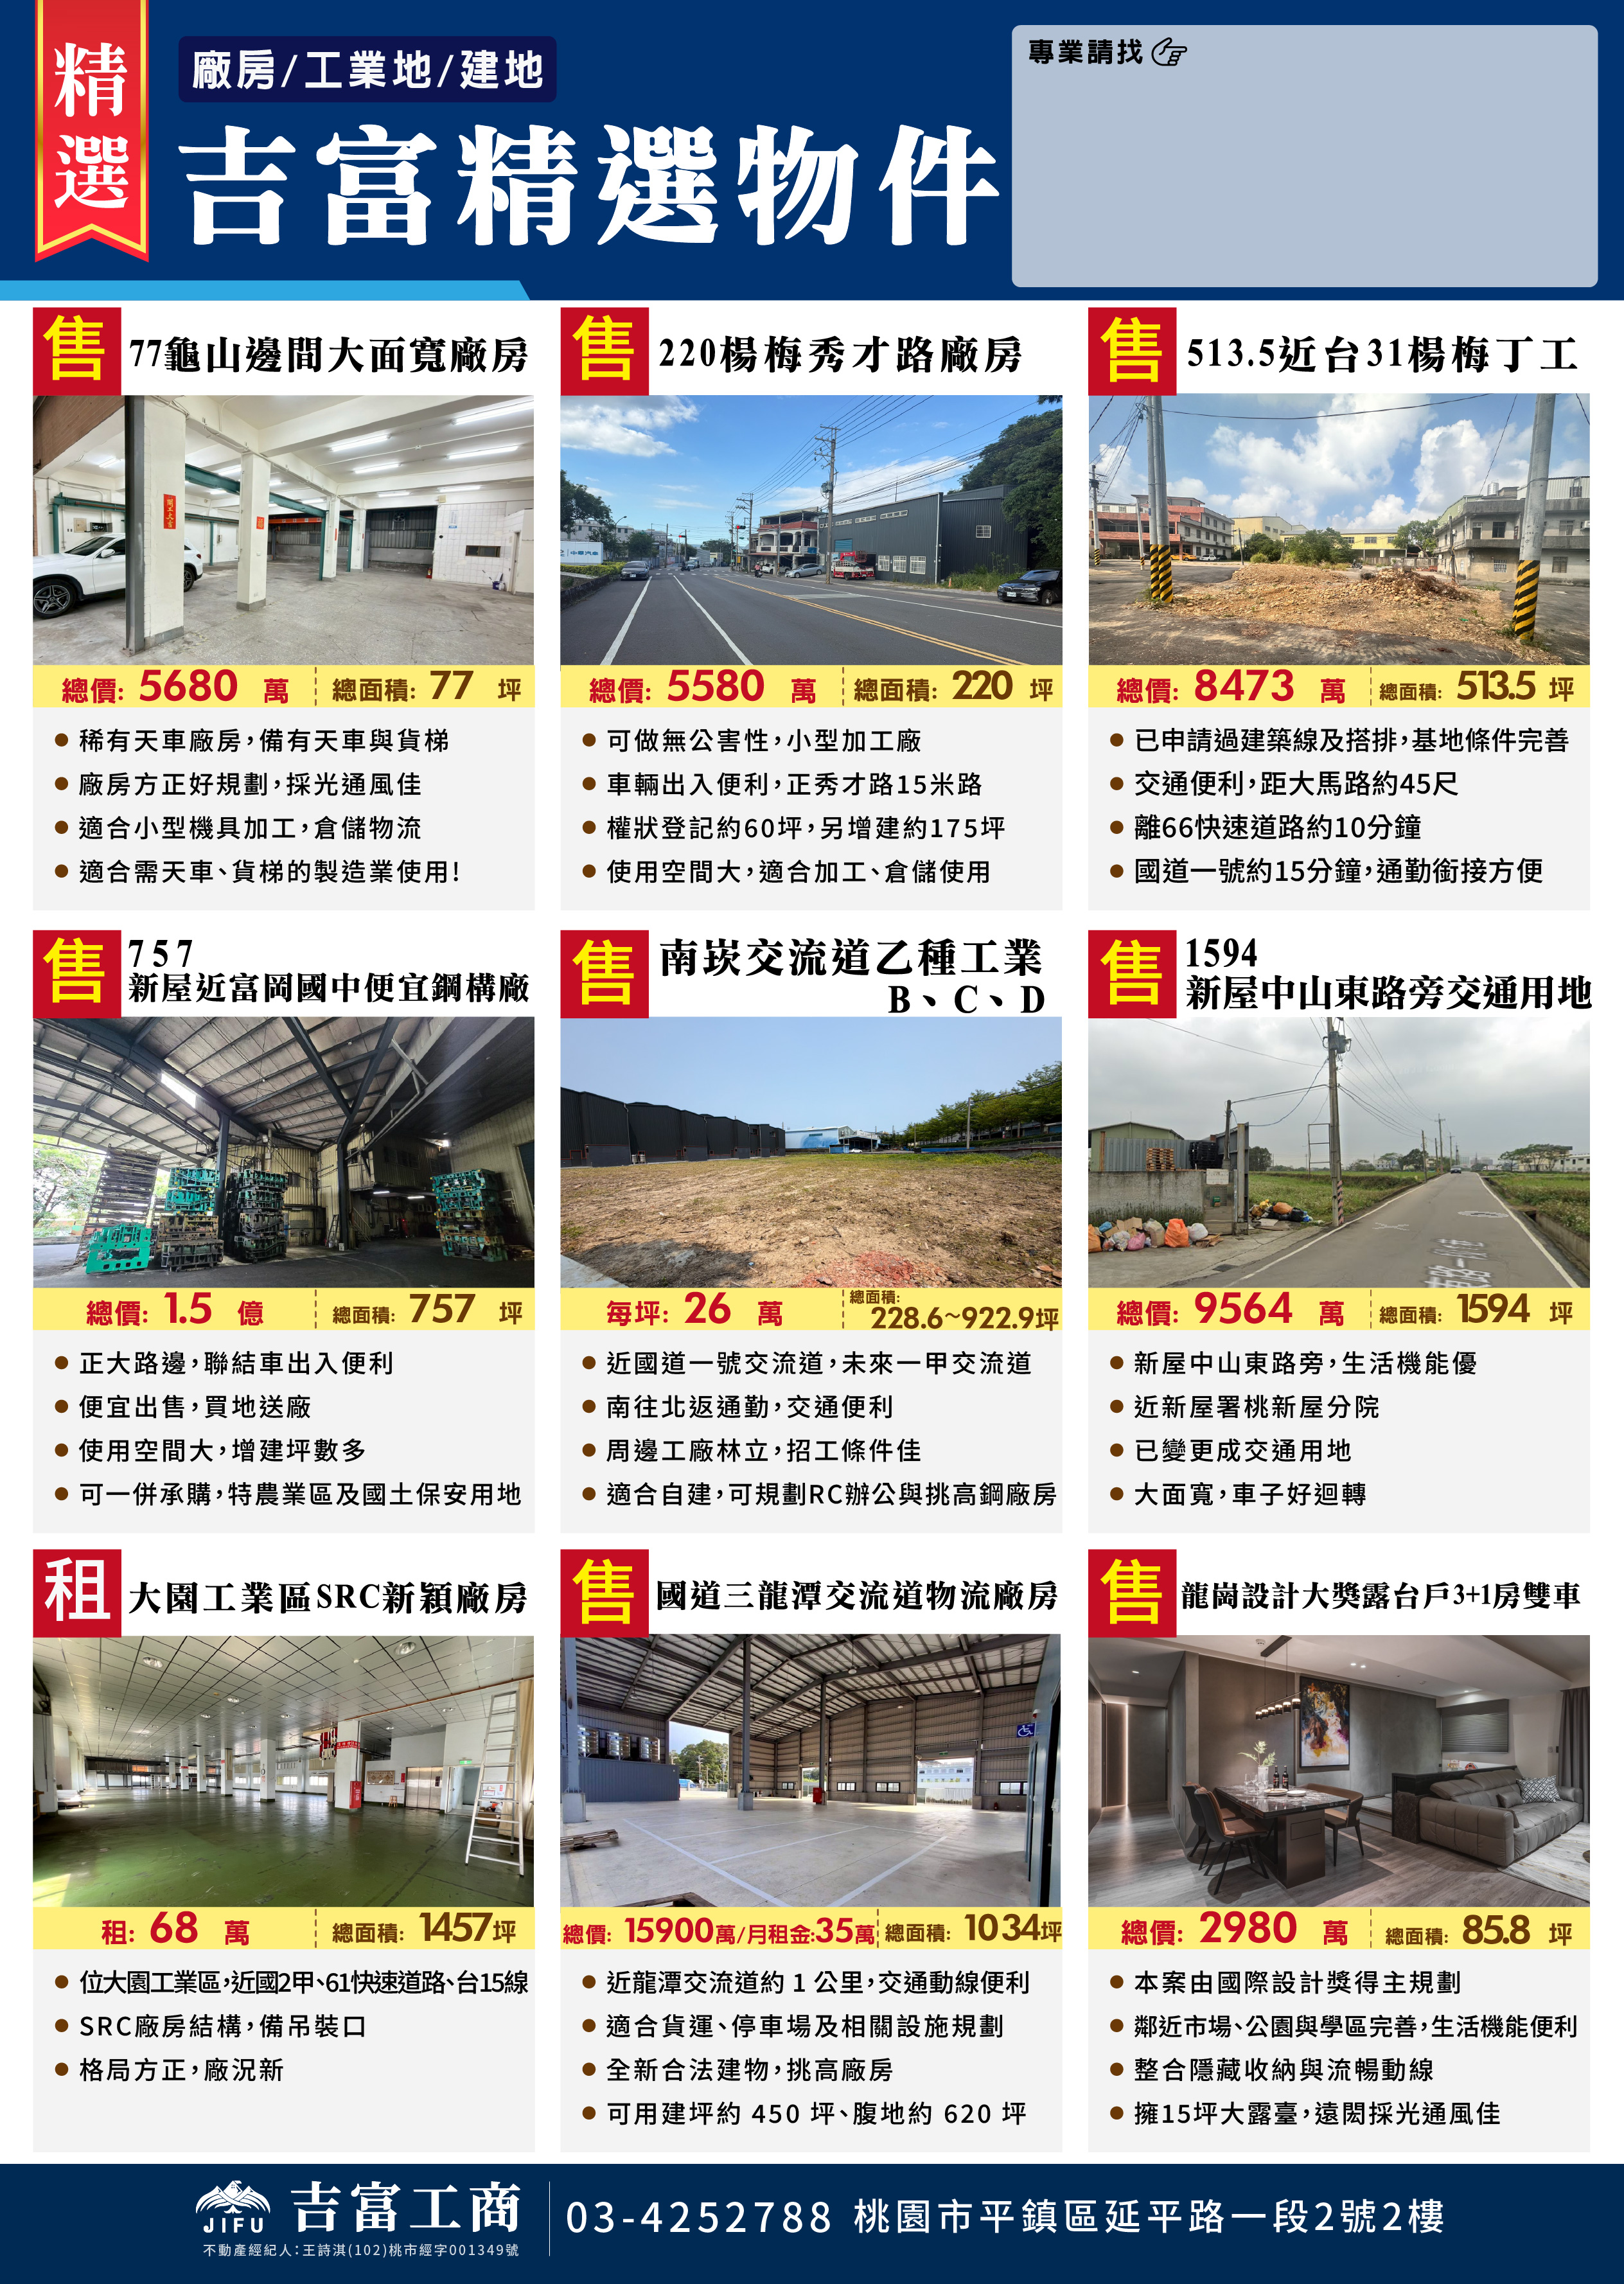 精選
廠房/工業地/建地
吉富精選物件
專業請找
售
77龜山邊間大面寬廠房
總價: 5680 萬
總面積: 77 坪
稀有天車廠房,備有天車與貨梯
廠房方正好規劃,採光通風佳
適合小型機具加工,倉儲物流
適合需天車、貨梯的製造業使用!
售
220楊梅秀才路廠房
總價: 5580 萬
總面積: 220 坪
可做無公害性,小型加工廠
車輛出入便利,正秀才路15米路
權狀登記約60坪,另增建約175坪
使用空間大,適合加工、倉儲使用
售
513.5近台31楊梅丁工
總價: 8473 萬
總面積: 513.5 坪
已申請過建築線及搭排,基地條件完善
交通便利,距大馬路約45尺
離66快速道路約10分鐘
國道一號約15分鐘,通勤銜接方便
售
757
新屋近富岡國中便宜鋼構廠
總價: 1.5 億
總面積: 757 坪
正大路邊,聯結車出入便利
便宜出售,買地送廠
使用空間大,增建坪數多
可一併承購,特農業區及國土保安用地
售
南崁交流道乙種工業
B、C、D
每坪: 26 萬
總面積:
228.6~922.9坪
近國道一號交流道,未來一甲交流道
南往北返通勤,交通便利
周邊工廠林立,招工條件佳
適合自建,可規劃RC辦公與挑高鋼廠房
售
1594
新屋中山東路旁交通用地
總價: 9564 萬
總面積: 1594 坪
新屋中山東路旁,生活機能優
近新屋署桃新屋分院
已變更成交通用地
大面寬,車子好迴轉
租
大園工業區SRC新穎廠房
租: 68 萬
總面積: 1457坪
位大園工業區,近國2甲、61快速道路、台15線
SRC廠房結構,備吊裝口
格局方正,廠況新
售
國道三龍潭交流道物流廠房
總價: 15900萬/月租金:35萬
總面積: 1034坪
近龍潭交流道約 1 公里,交通動線便利
適合貨運、停車場及相關設施規劃
全新合法建物,挑高廠房
可用建坪約 450 坪、腹地約 620 坪
售
龍崗設計大獎露台戶3+1房雙車
總價: 2980 萬
總面積: 85.8 坪
本案由國際設計獎得主規劃
鄰近市場、公園與學區完善,生活機能便利
整合隱藏收納與流暢動線
擁15坪大露臺,遠閎採光通風佳
JIFU
吉富工商
不動產經紀人:王詩淇(102)桃市經字001349號
03-4252788 桃園市平鎮區延平路一段2號2樓